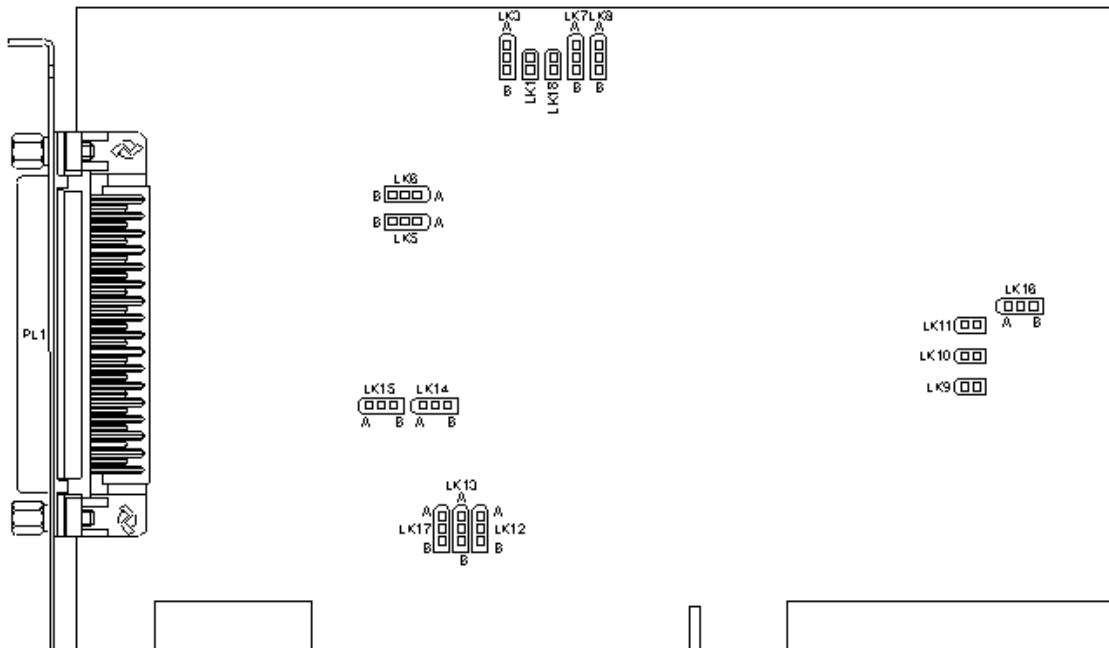 LK3 LK7 LK8
A A A
B LK1 LK18 B B
LK6
B A
B A
LK5
LK16
A B
LK11
LK10
LK9
PL1
LK15 LK14
A B A B
LK13
A A A
LK17 LK12
B B B